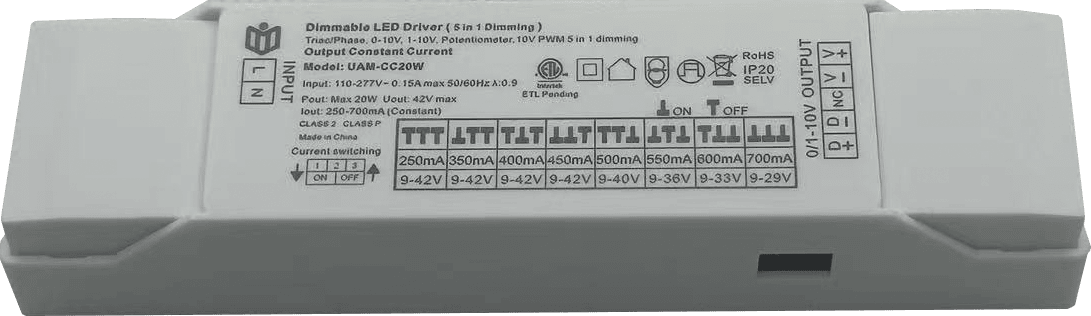 Dimmable LED Driver ( 5 in 1 Dimming )
Triac/Phase, 0-10V, 1-10V, Potentiometer, 10V PWM 5 in 1 dimming
Output Constant Current
Model: UAM-CC20W
Input: 110-277V~ 0.15A max 50/60Hz λ:0.9
Pout: Max 20W Uout: 42V max
Iout: 250-700mA (Constant)
CLASS 2 CLASS P
Made in China
Current switching
1 2 3
ON OFF
INPUT
L
N
ETL
Intertek
ETL Pending
RoHS
IP20
SELV
ON OFF
250mA 350mA 400mA 450mA 500mA 550mA 600mA 700mA
9-42V 9-42V 9-42V 9-42V 9-40V 9-36V 9-33V 9-29V
0/1-10V OUTPUT
D+ D- NC V- V+